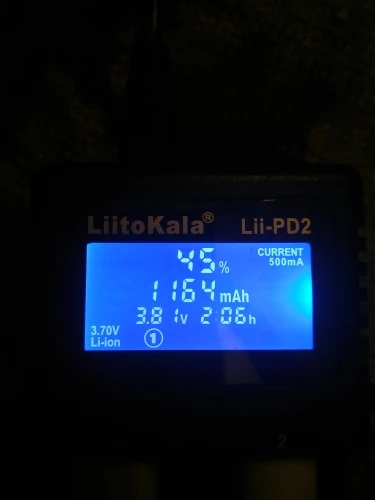 LiitoKala® Lii-PD2
45% CURRENT 500mA
1164mAh
3.81v 2:06h
3.70V
Li-ion 1
2